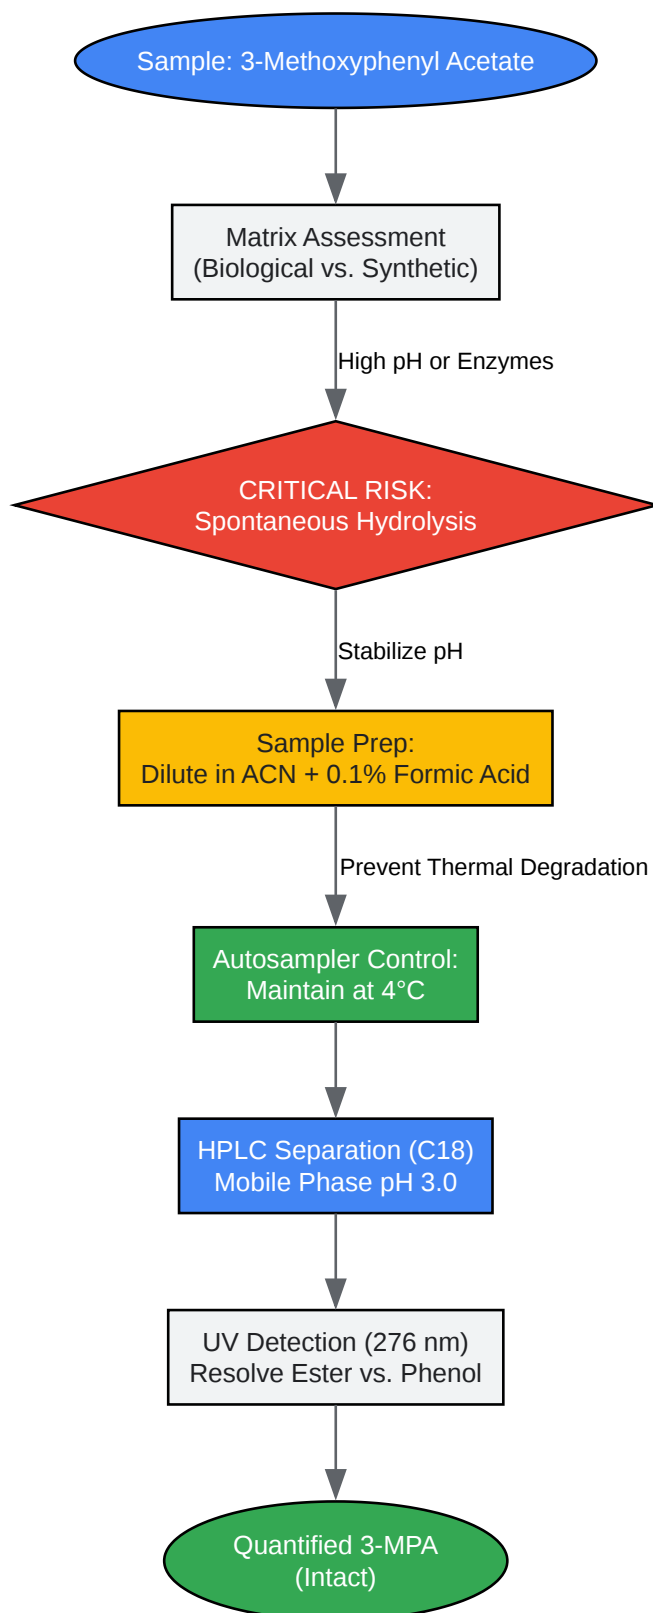 Sample: 3-Methoxyphenyl Acetate
Matrix Assessment
(Biological vs. Synthetic)
High pH or Enzymes
CRITICAL RISK:
Spontaneous Hydrolysis
Stabilize pH
Sample Prep:
Dilute in ACN + 0.1% Formic Acid
Prevent Thermal Degradation
Autosampler Control:
Maintain at 4°C
HPLC Separation (C18)
Mobile Phase pH 3.0
UV Detection (276 nm)
Resolve Ester vs. Phenol
Quantified 3-MPA
(Intact)